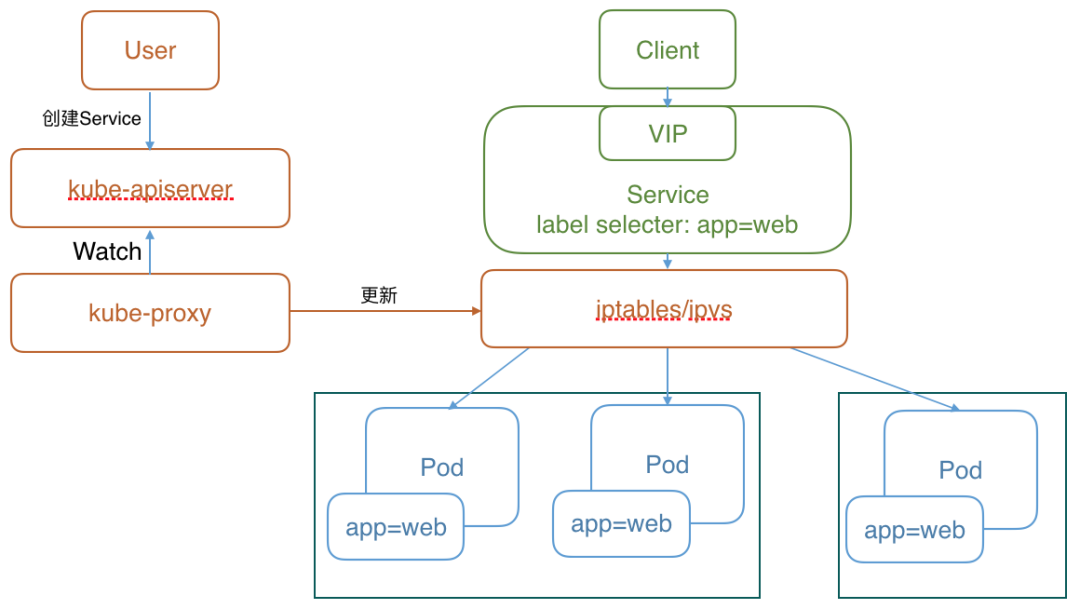 User
Client
创建Service
VIP
kube-apiserver
Service
label selecter: app=web
Watch
kube-proxy
更新
iptables/ipvs
Pod
Pod
Pod
app=web
app=web
app=web